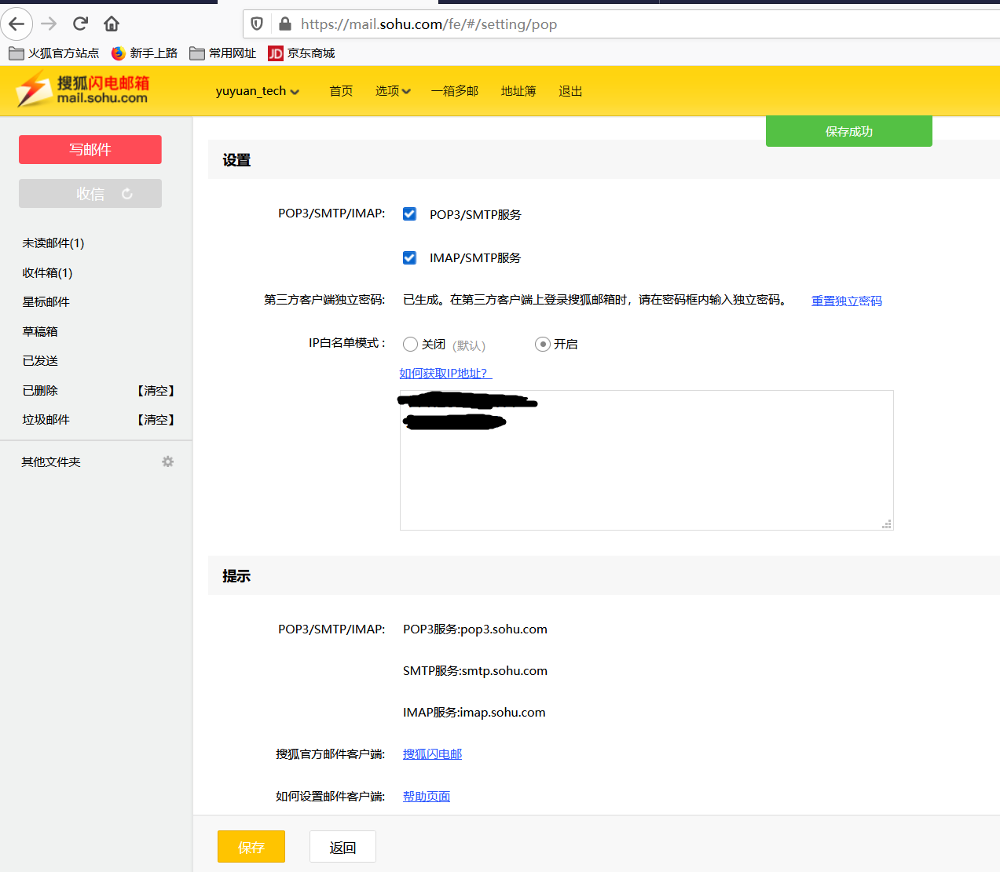 https://mail.sohu.com/fe/#/setting/pop
火狐官方站点 新手上路 常用网址 JD 京东商城
搜狐闪电邮箱
mail.sohu.com
yuyuan_tech 首页 选项 一箱多邮 地址簿 退出
保存成功
写邮件
收信
未读邮件(1)
收件箱(1)
星标邮件
草稿箱
已发送
已删除 【清空】
垃圾邮件 【清空】
其他文件夹
设置
POP3/SMTP/IMAP: POP3/SMTP服务
IMAP/SMTP服务
第三方客户端独立密码: 已生成。在第三方客户端上登录搜狐邮箱时，请在密码框内输入独立密码。 重置独立密码
IP白名单模式 : 关闭 (默认) 开启
如何获取IP地址?
提示
POP3/SMTP/IMAP: POP3服务:pop3.sohu.com
SMTP服务:smtp.sohu.com
IMAP服务:imap.sohu.com
搜狐官方邮件客户端: 搜狐闪电邮
如何设置邮件客户端: 帮助页面
保存 返回